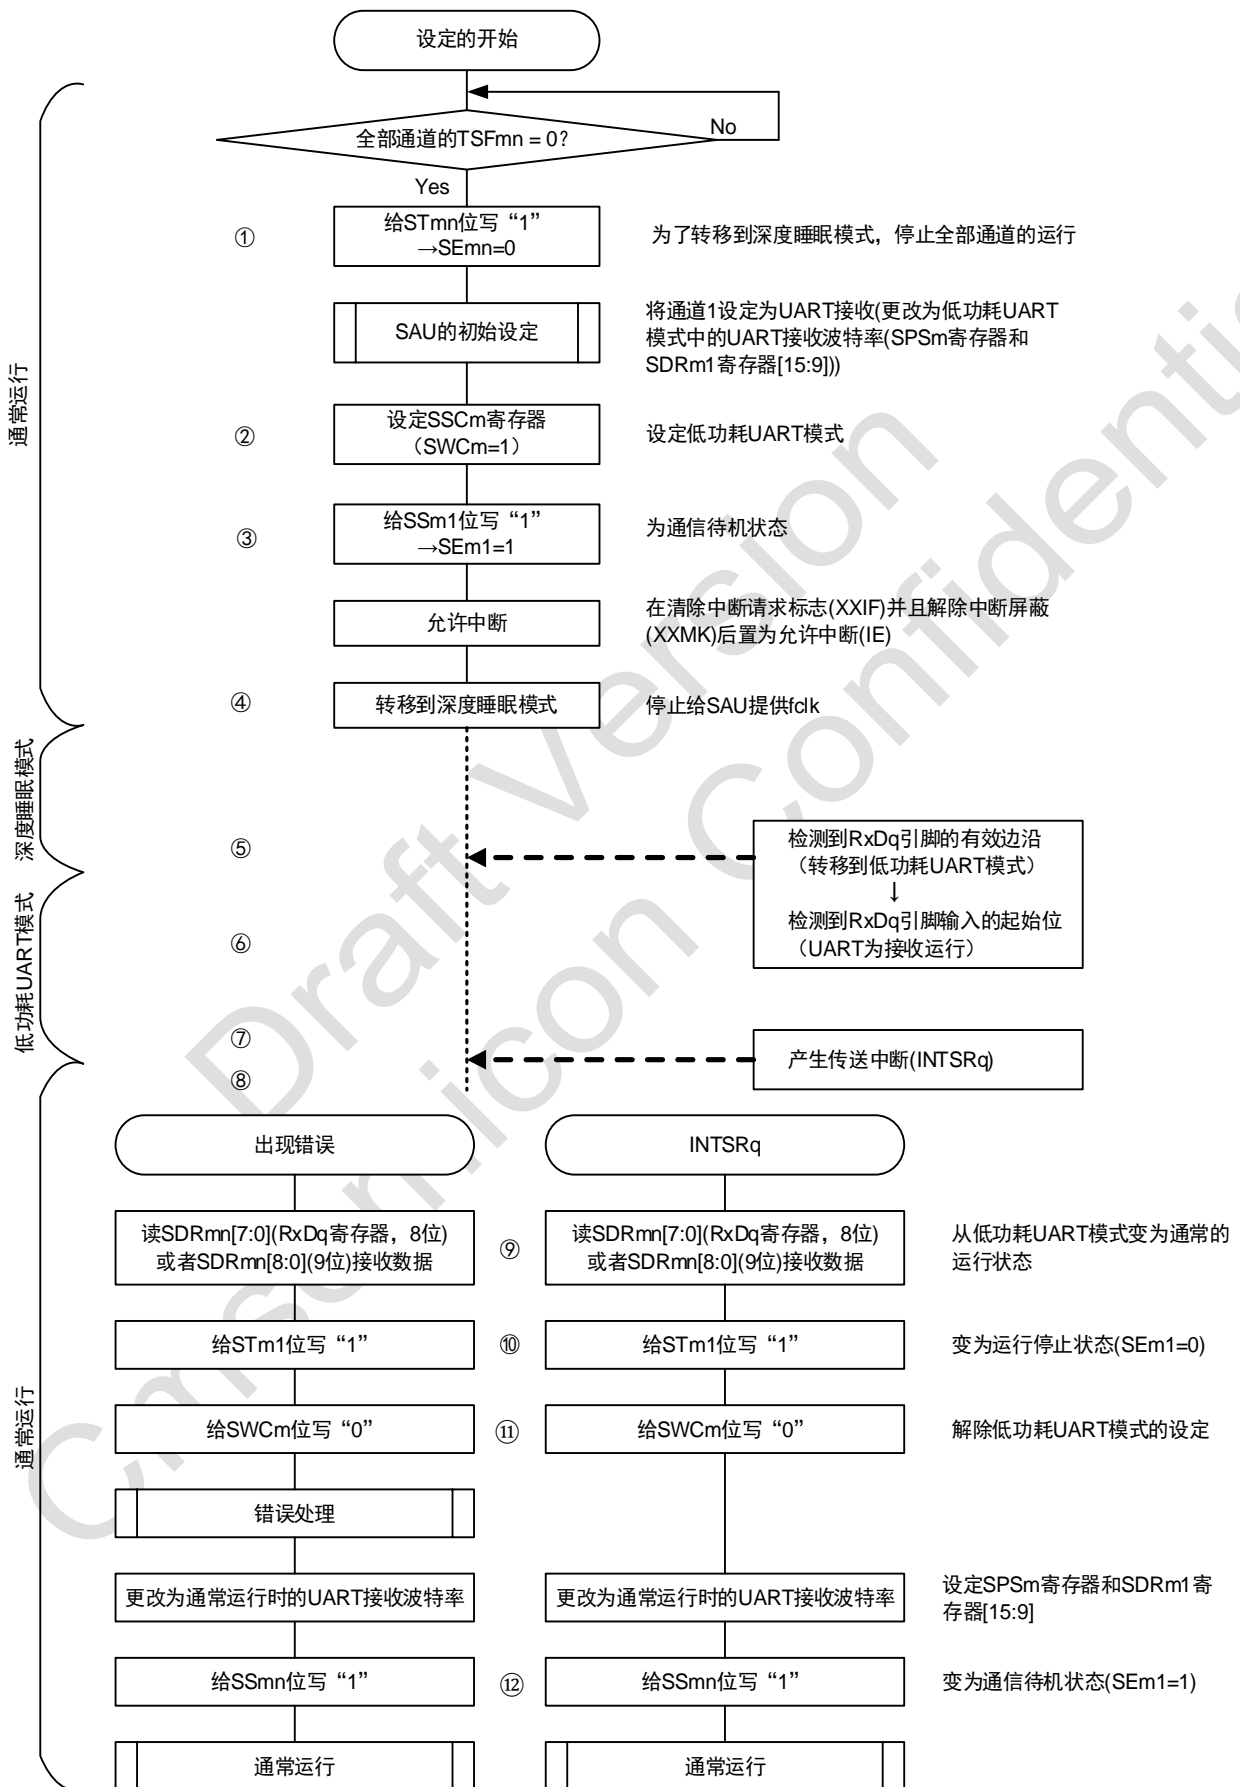 设定的开始
全部通道的TSFmn = 0?
No
Yes
①
给STmn位写“1”
→SEmn=0
为了转移到深度睡眠模式，停止全部通道的运行
SAU的初始设定
将通道1设定为UART接收(更改为低功耗UART
模式中的UART接收波特率(SPSm寄存器和
SDRm1寄存器[15:9]))
通常运行
②
设定SSCm寄存器
（SWCm=1）
设定低功耗UART模式
③
给SSm1位写“1”
→SEm1=1
为通信待机状态
允许中断
在清除中断请求标志(XXIF)并且解除中断屏蔽
(XXMK)后置为允许中断(IE)
④
转移到深度睡眠模式
停止给SAU提供fclk
深度睡眠模式
⑤
检测到RxDq引脚的有效边沿
（转移到低功耗UART模式）
↓
检测到RxDq引脚输入的起始位
（UART为接收运行）
低功耗UART模式
⑥
⑦
产生传送中断(INTSRq)
⑧
出现错误
INTSRq
读SDRmn[7:0](RxDq寄存器，8位)
或者SDRmn[8:0](9位)接收数据
⑨
读SDRmn[7:0](RxDq寄存器，8位)
或者SDRmn[8:0](9位)接收数据
从低功耗UART模式变为通常的
运行状态
给STm1位写“1”
⑩
给STm1位写“1”
变为运行停止状态(SEm1=0)
通常运行
给SWCm位写“0”
⑪
给SWCm位写“0”
解除低功耗UART模式的设定
错误处理
更改为通常运行时的UART接收波特率
更改为通常运行时的UART接收波特率
设定SPSm寄存器和SDRm1寄
存器[15:9]
给SSmn位写“1”
⑫
给SSmn位写“1”
变为通信待机状态(SEm1=1)
通常运行
通常运行
Draft Version